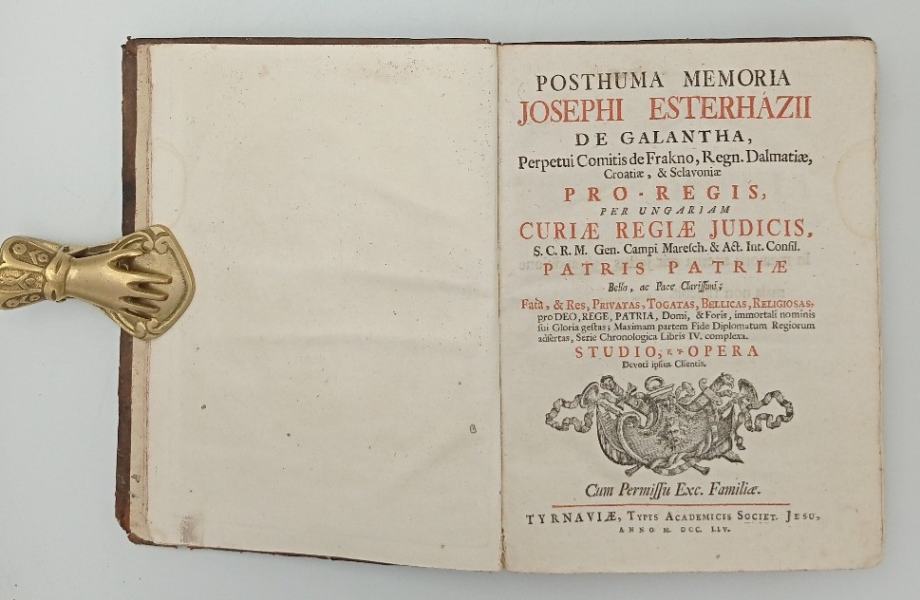 POSTHUMA MEMORIA
JOSEPHI ESTERHÁZII
DE GALANTHA,
Perpetui Comitis de Frakno, Regn. Dalmatiæ,
Croatiæ, & Sclavoniæ
PRO-REGIS,
PER UNGARIAM
CURIÆ REGIÆ JUDICIS,
S. C. R. M. Gen. Campi Maresch. & Act. Int. Consil.
PATRIS PATRIÆ
Bello, ac Pace Clarissimi;
Fata, & Res, Privatas, Togatas, Bellicas, Religiosas,
pro DEO, REGE, PATRIA, Domi, & Foris, immortali nominis
sui Gloria gestas; Maximam partem Fide Diplomatum Regiorum
adsertas, Serie Chronologica Libris IV. complexa.
STUDIO, ET OPERA
Devoti ipsius Clientis.
Cum Permissu Exc. Familiæ.
TYRNAVIÆ, Typis Academicis Societ. Jesu,
ANNO M. DCC. LIV.